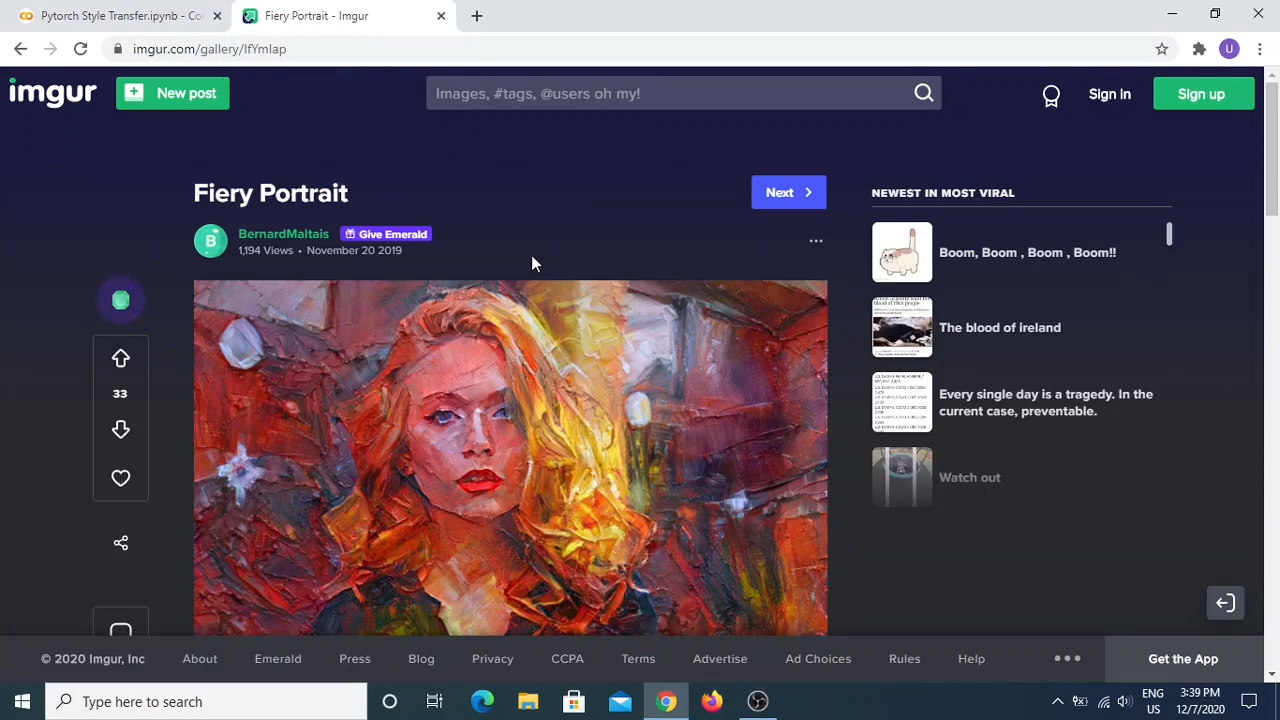 Pytorch Style Transfer.ipynb - Co
Fiery Portrait - Imgur
imgur.com/gallery/IfYmIap
U
imgur
New post
Images, #tags, @users oh my!
Sign in
Sign up
Fiery Portrait
Next
NEWEST IN MOST VIRAL
B
BernardMaltais
Give Emerald
1,194 Views • November 20 2019
Boom, Boom , Boom , Boom!!
The blood of ireland
33
Every single day is a tragedy. In the
current case, preventable.
Watch out
© 2020 Imgur, Inc
About
Emerald
Press
Blog
Privacy
CCPA
Terms
Advertise
Ad Choices
Rules
Help
Get the App
Type here to search
ENG
US
3:39 PM
12/7/2020